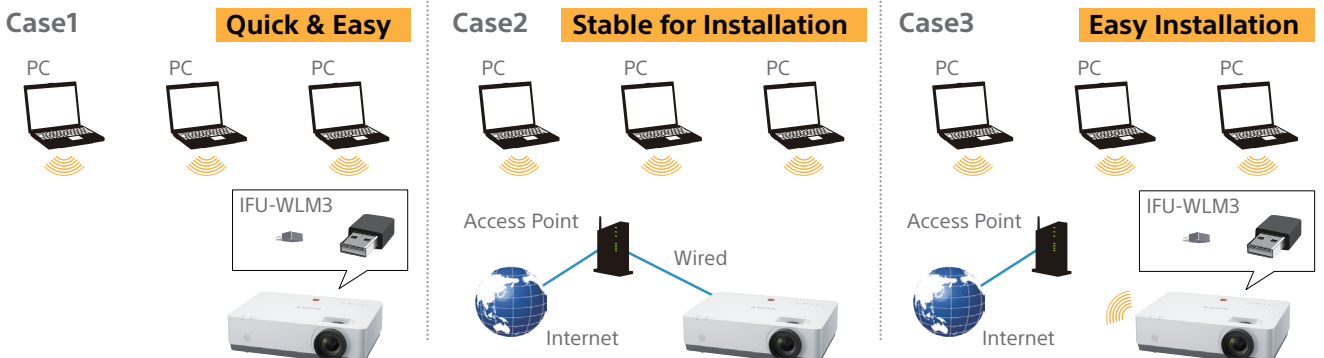 Case1
Quick & Easy
PC PC PC
IFU-WLM3
Case2
Stable for Installation
PC PC PC
Access Point
Wired
Internet
Case3
Easy Installation
PC PC PC
Access Point
IFU-WLM3
Internet